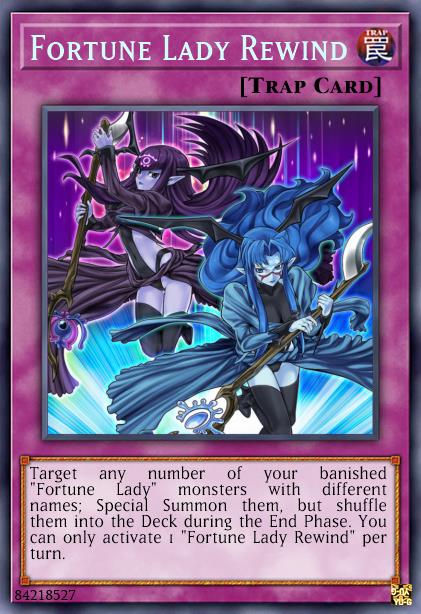 Fortune Lady Rewind
TRAP
罠
[Trap Card]
Target any number of your banished
"Fortune Lady" monsters with different
names; Special Summon them, but shuffle
them into the Deck during the End Phase. You
can only activate 1 "Fortune Lady Rewind" per
turn.
84218527